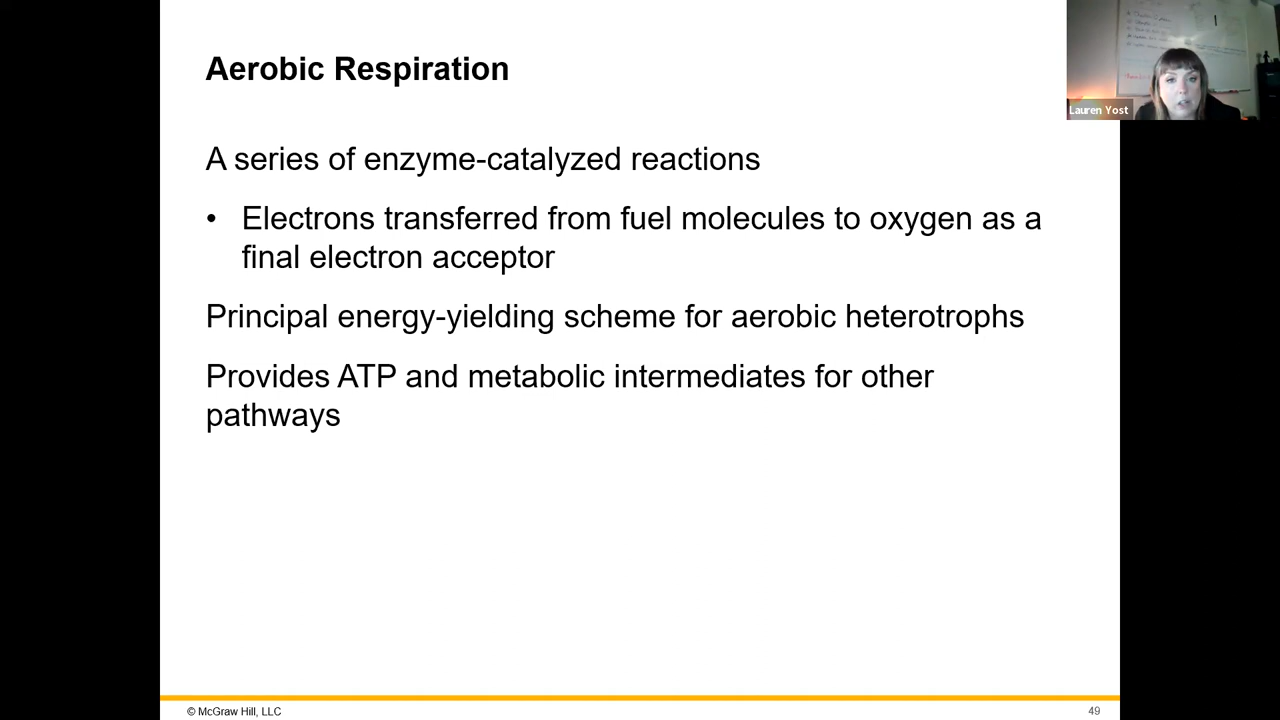 Aerobic Respiration
Lauren Yost
A series of enzyme-catalyzed reactions
• Electrons transferred from fuel molecules to oxygen as a
final electron acceptor
Principal energy-yielding scheme for aerobic heterotrophs
Provides ATP and metabolic intermediates for other
pathways
© McGraw Hill, LLC
49